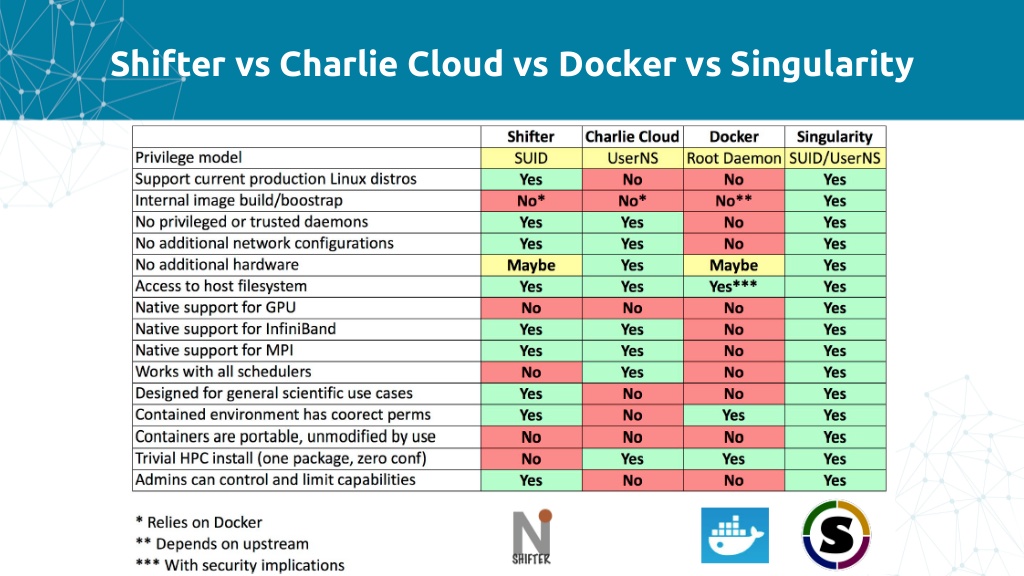 Shifter vs Charlie Cloud vs Docker vs Singularity
Shifter Charlie Cloud Docker Singularity
Privilege model SUID UserNS Root Daemon SUID/UserNS
Support current production Linux distros Yes No No Yes
Internal image build/boostrap No* No* No** Yes
No privileged or trusted daemons Yes Yes No Yes
No additional network configurations Yes Yes No Yes
No additional hardware Maybe Yes Maybe Yes
Access to host filesystem Yes Yes Yes*** Yes
Native support for GPU No No No Yes
Native support for InfiniBand Yes Yes No Yes
Native support for MPI Yes Yes No Yes
Works with all schedulers No Yes No Yes
Designed for general scientific use cases Yes No No Yes
Contained environment has coorect perms Yes No Yes Yes
Containers are portable, unmodified by use No No No Yes
Trivial HPC install (one package, zero conf) No Yes Yes Yes
Admins can control and limit capabilities Yes No No Yes
* Relies on Docker
** Depends on upstream
*** With security implications
N
SHIFTER
S